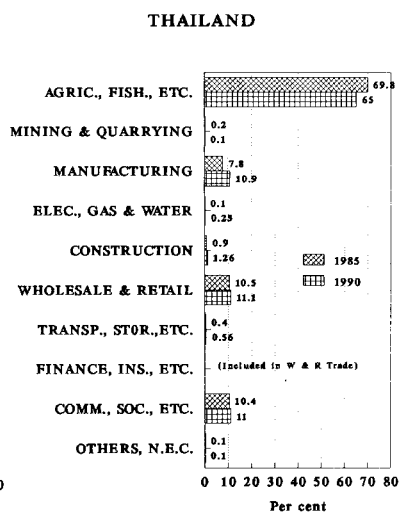 THAILAND
AGRIC., FISH., ETC. 69.8
65
MINING & QUARRYING 0.2
0.1
MANUFACTURING 7.8
10.9
ELEC., GAS & WATER 0.1
0.25
CONSTRUCTION 0.9
1.26
1985
WHOLESALE & RETAIL 10.5
11.1
1990
TRANSP., STOR.,ETC. 0.4
0.56
FINANCE, INS., ETC. (Included in W & R Trade)
COMM., SOC., ETC. 10.4
11
OTHERS, N.E.C. 0.1
0.1
0 10 20 30 40 50 60 70 80
Per cent